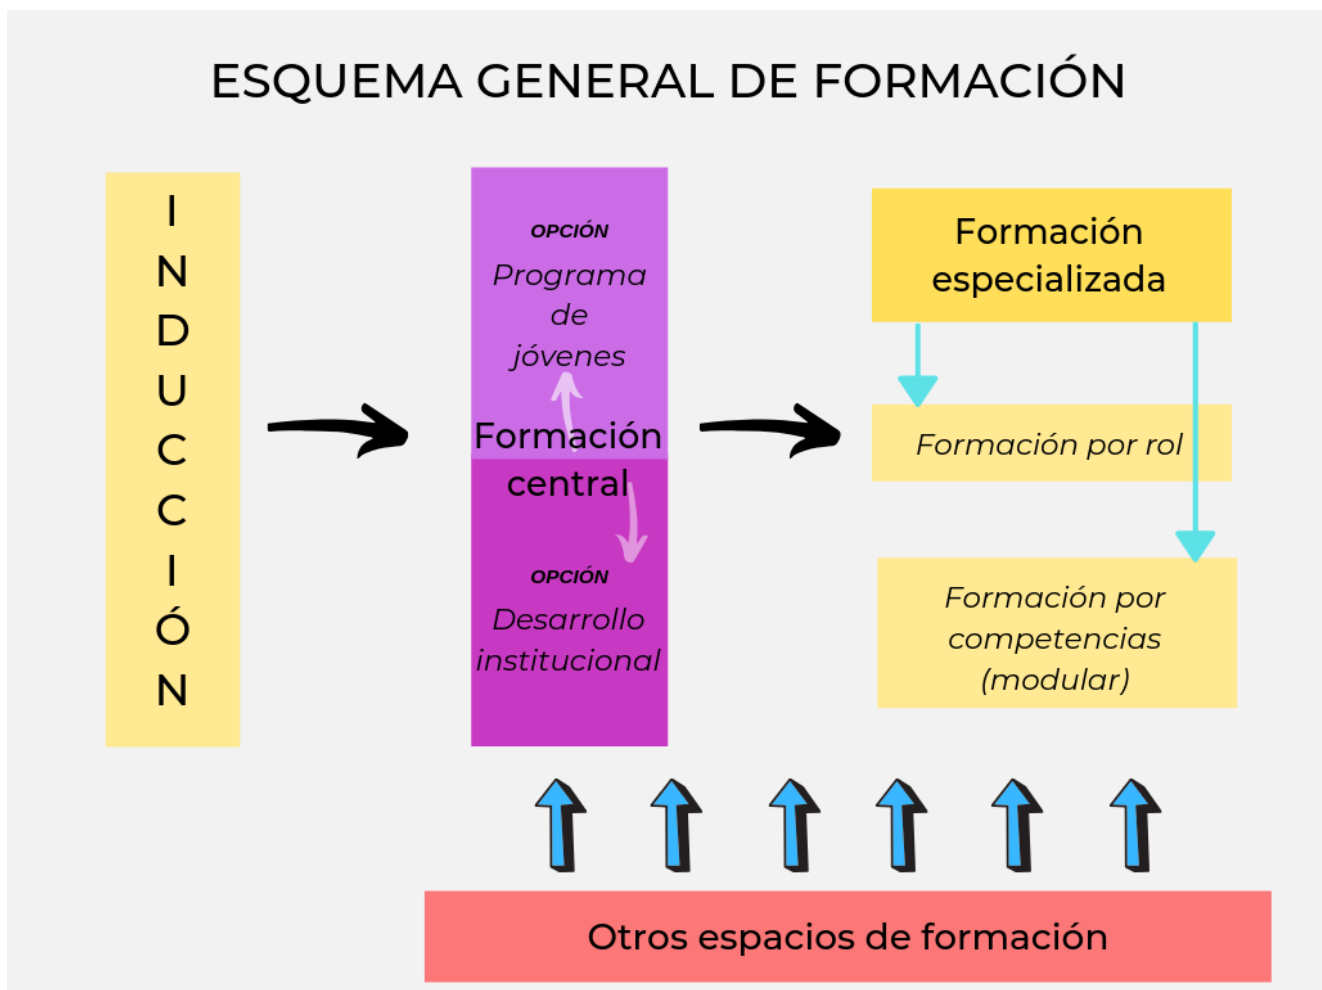 ESQUEMA GENERAL DE FORMACIÓN
I
N
D
U
C
C
I
Ó
N
OPCIÓN
Programa
de
jóvenes
Formación
central
OPCIÓN
Desarrollo
institucional
Formación
especializada
Formación por rol
Formación por
competencias
(modular)
Otros espacios de formación